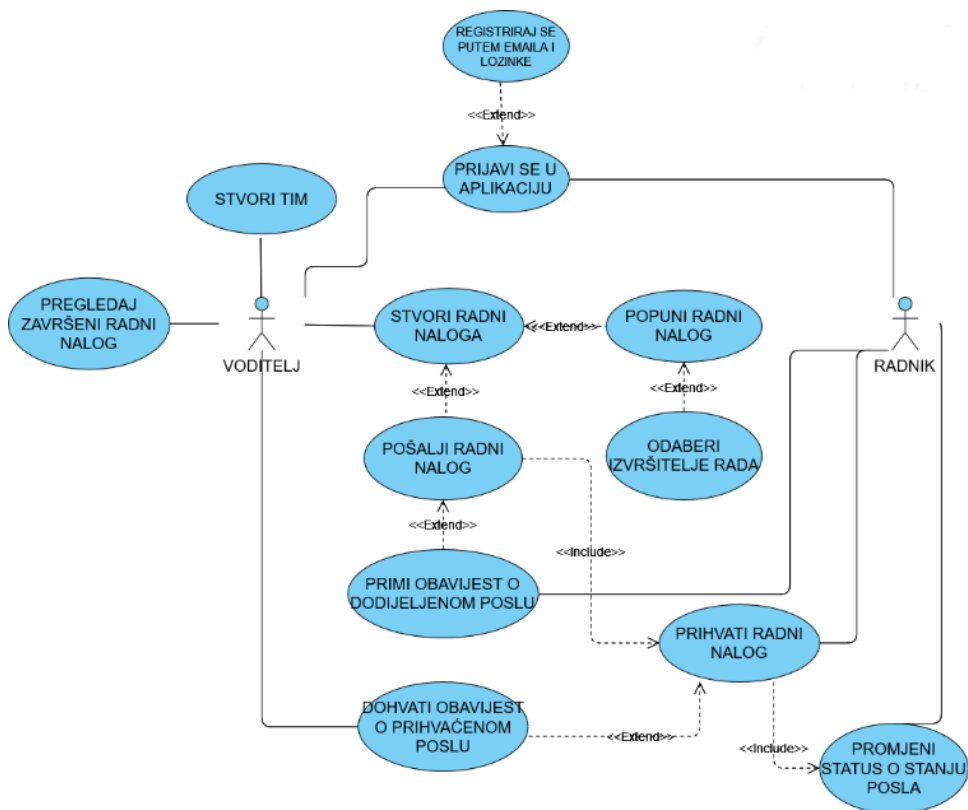 REGISTRIRAJ SE
PUTEM EMAILA I
LOZINKE
<<Extend>>
PRIJAVI SE U
APLIKACIJU
STVORI TIM
PREGLEDAJ
ZAVRŠENI RADNI
NALOG
VODITELJ
STVORI RADNI
NALOGA
<<Extend>>
POPUNI RADNI
NALOG
RADNIK
<<Extend>>
<<Extend>>
POŠALJI RADNI
NALOG
ODABERI
IZVRŠITELJE RADA
<<Extend>>
<<Include>>
PRIMI OBAVIJEST O
DODIJELJENOM POSLU
PRIHVATI RADNI
NALOG
DOHVATI OBAVIJEST
O PRIHVAĆENOM
POSLU
<<Extend>>
<<Include>>
PROMJENI
STATUS O STANJU
POSLA